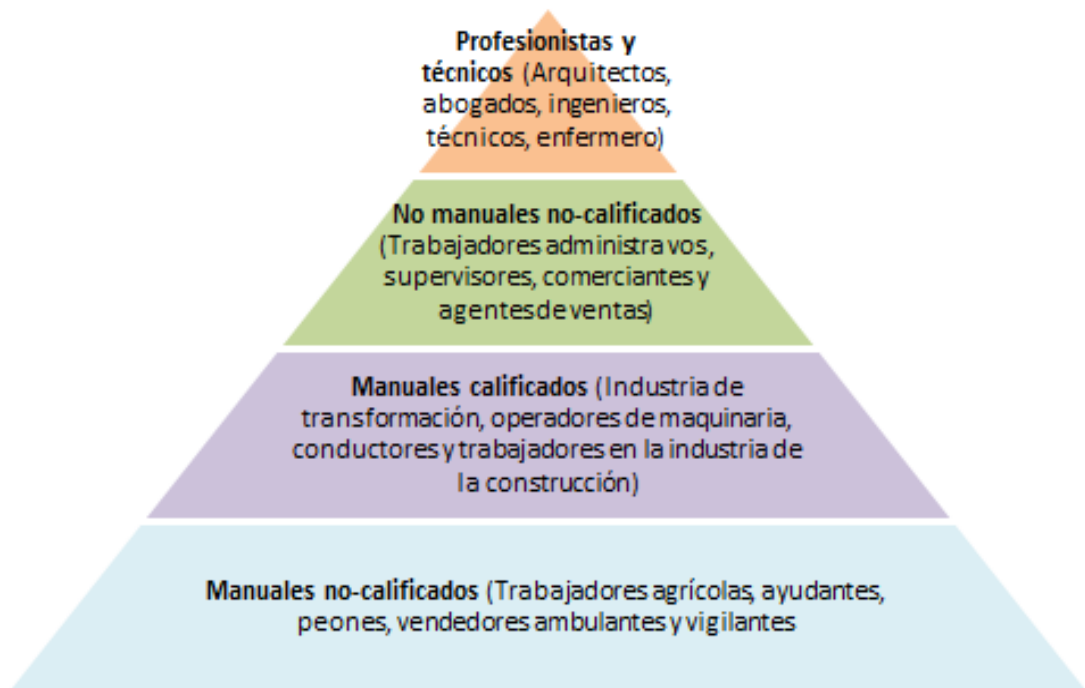 Profesionistas y
técnicos (Arquitectos,
abogados, ingenieros,
técnicos, enfermero)
No manuales no-calificados
(Trabajadores administra vos,
supervisores, comerciantes y
agentes de ventas)
Manuales calificados (Industria de
transformación, operadores de maquinaria,
conductores y trabajadores en la industria de
la construcción)
Manuales no-calificados (Trabajadores agrícolas, ayudantes,
peones, vendedores ambulantes y vigilantes